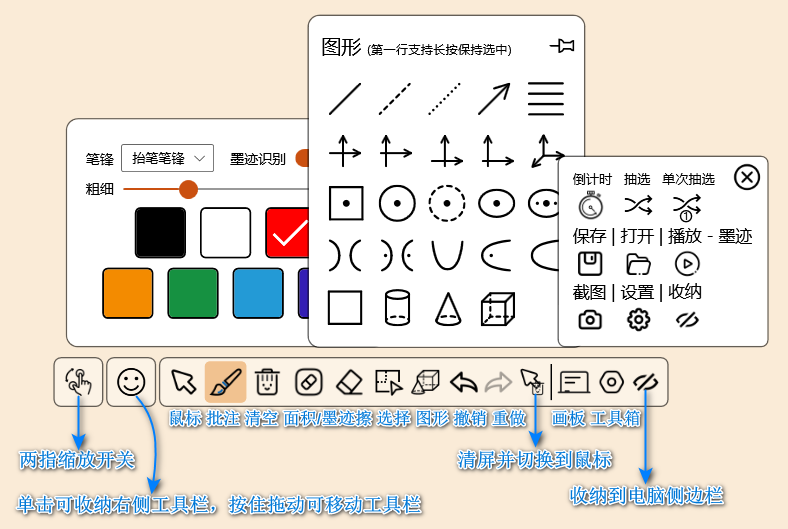 图形 (第一行支持长按保持选中)
笔锋 抬笔笔锋 墨迹识别
粗细
倒计时 抽选 单次抽选
1
保存 | 打开 | 播放 - 墨迹
截图 | 设置 | 收纳
鼠标 批注 清空 面积/墨迹擦 选择 图形 撤销 重做 画板 工具箱
两指缩放开关
清屏并切换到鼠标
收纳到电脑侧边栏
单击可收纳右侧工具栏，按住拖动可移动工具栏